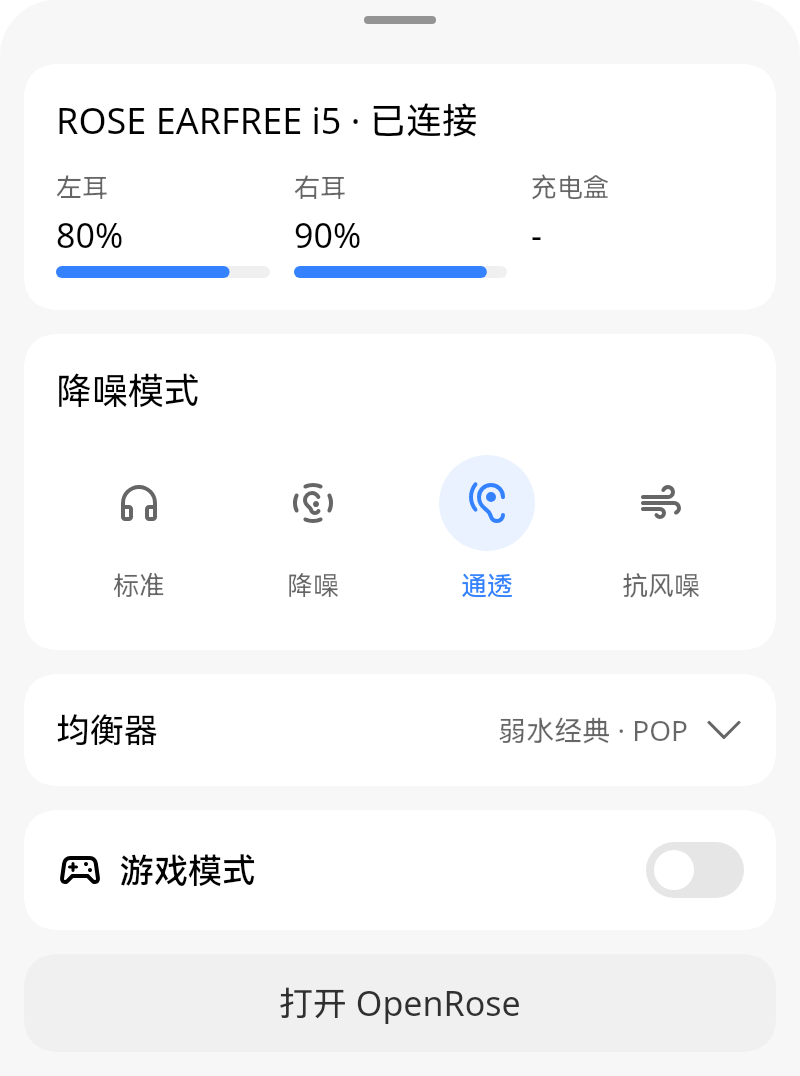 ROSE EARFREE i5 · 已连接
左耳 右耳 充电盒
80% 90% -
降噪模式
标准 降噪 通透 抗风噪
均衡器 弱水经典 · POP
游戏模式
打开 OpenRose